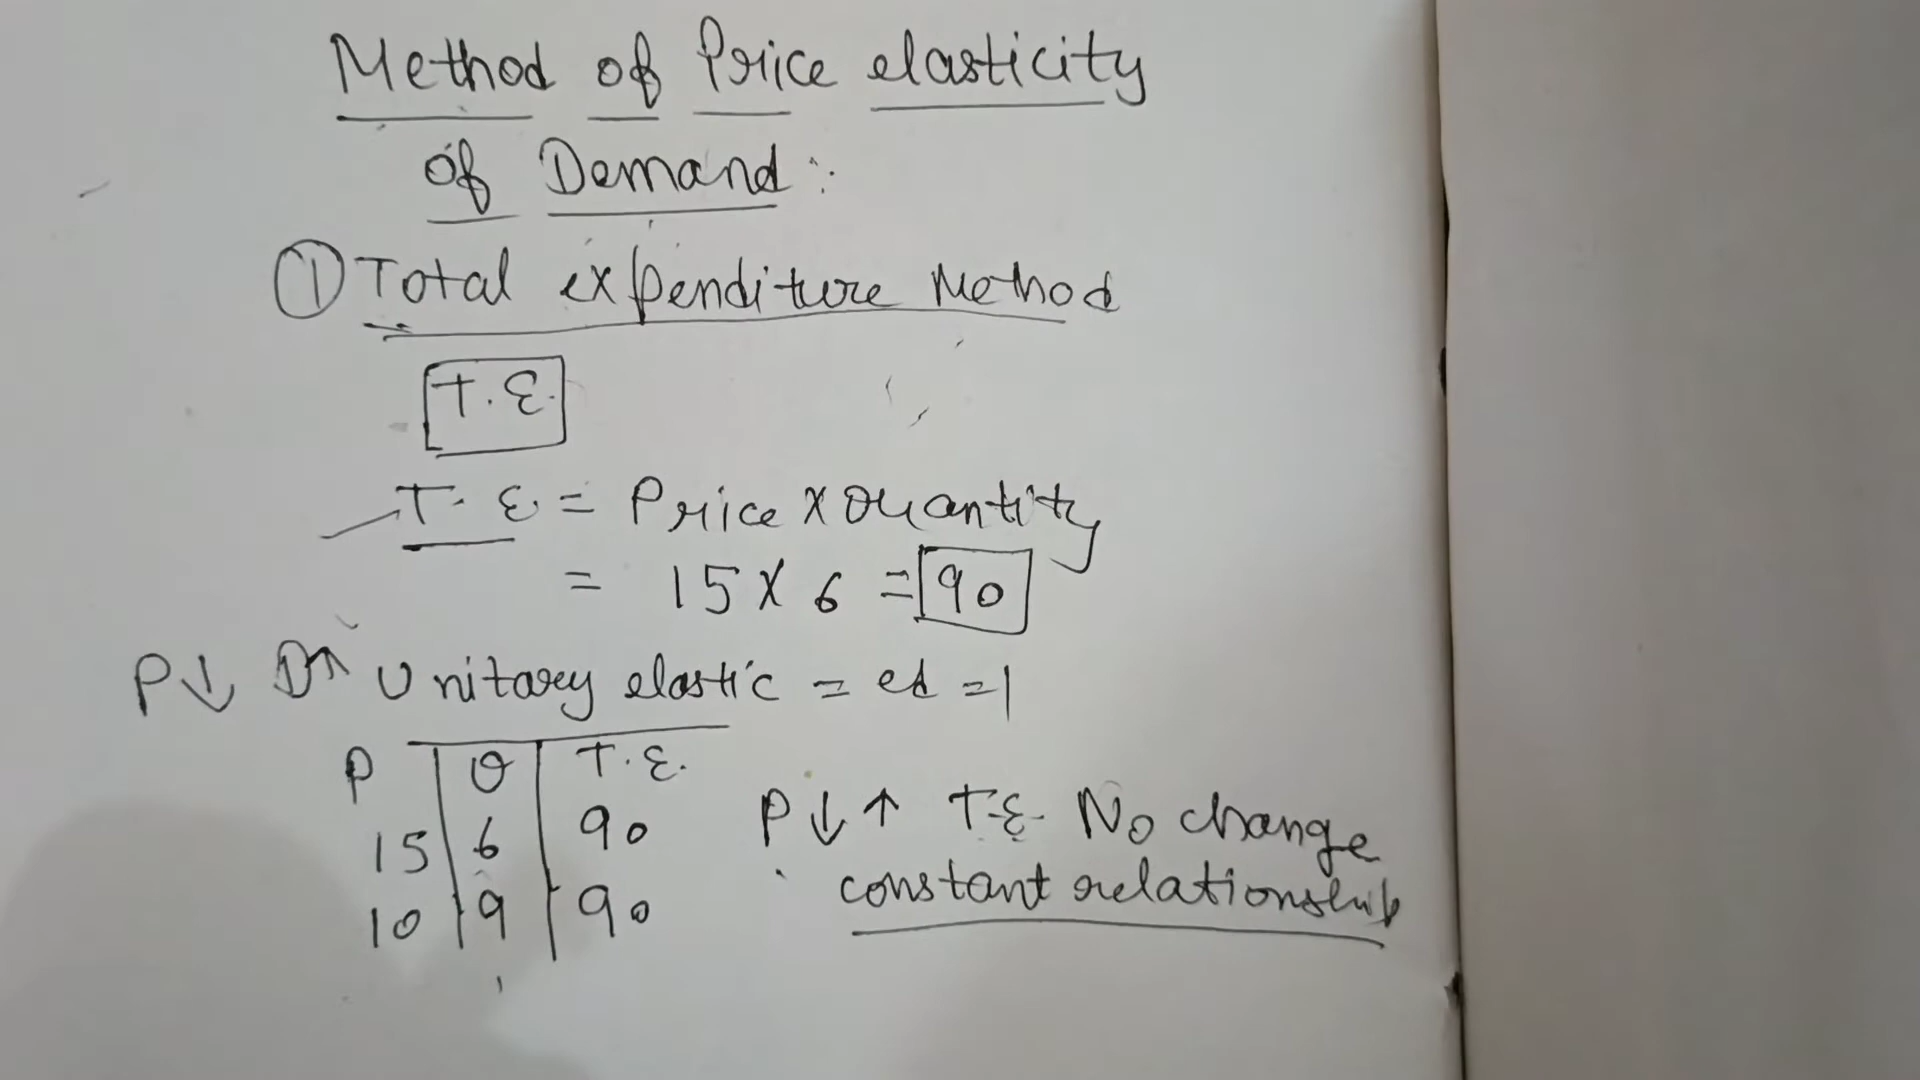 Method of Price elasticity
of Demand:
① Total expenditure Method
T.E.
T.E. = Price X Quantity
= 15 X 6 = 90
P↓ D↑ Unitary elastic = ed = 1
P Q T.E.
15 6 90
10 9 90
P↓↑ T.E. No change
constant relationship